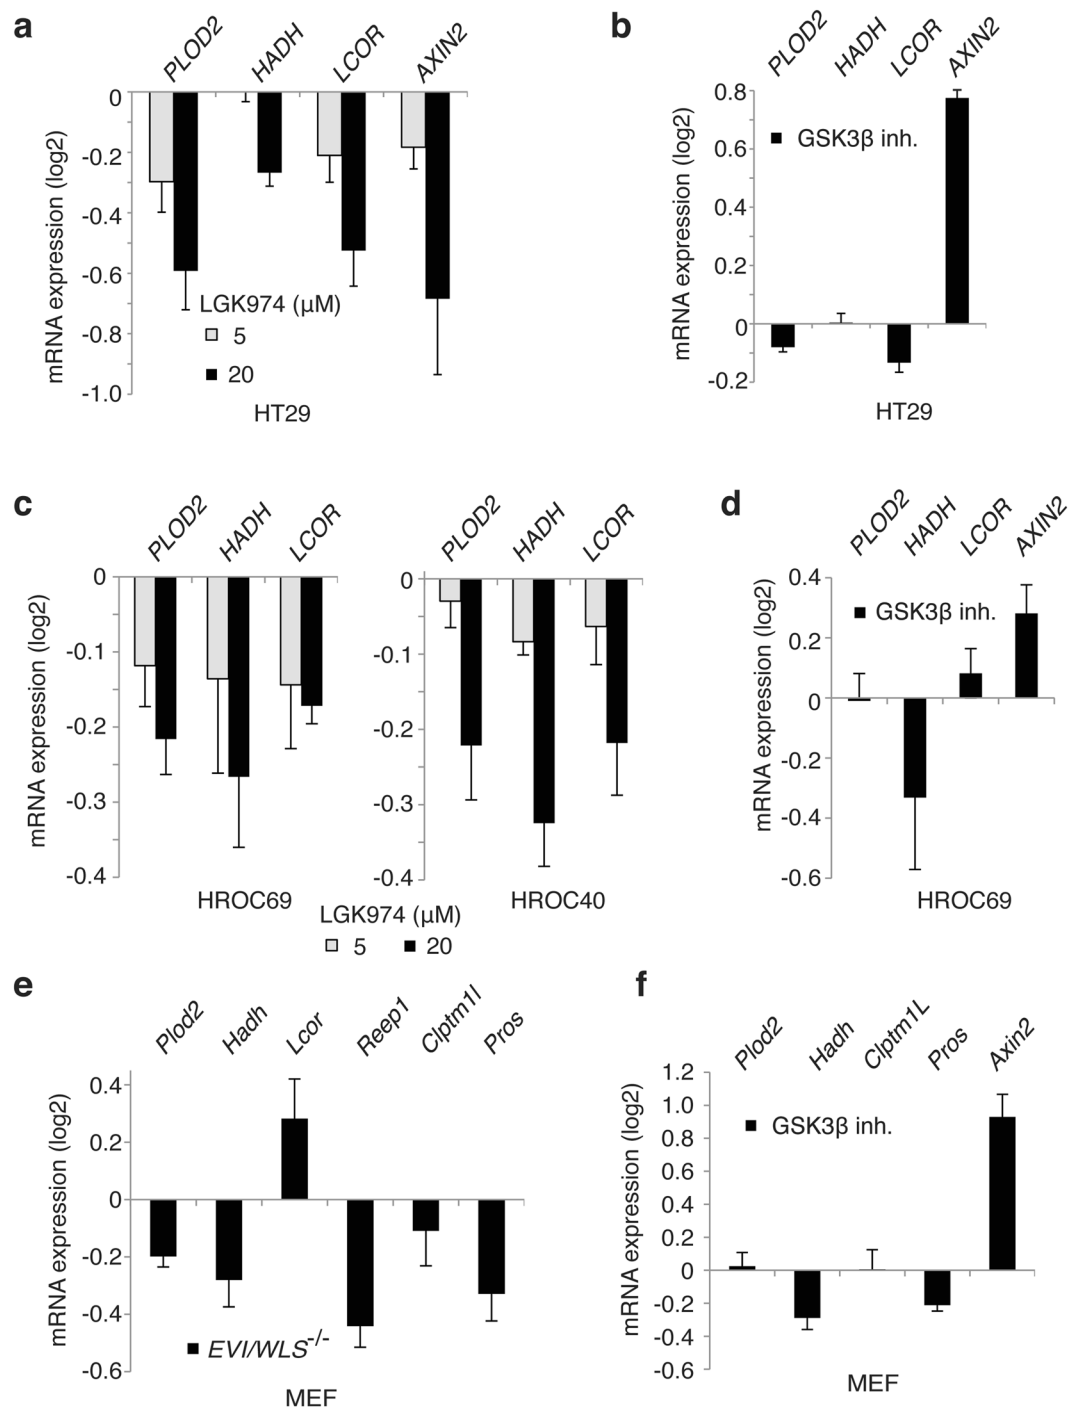 a
PLOD2 HADH LCOR AXIN2
mRNA expression (log2)
0
-0.2
-0.4
-0.6
-0.8
-1.0
LGK974 (μM)
5
20
HT29
b
PLOD2 HADH LCOR AXIN2
mRNA expression (log2)
0.8
0.6
0.4
0.2
0
-0.2
GSK3β inh.
HT29
c
PLOD2 HADH LCOR
mRNA expression (log2)
0
-0.1
-0.2
-0.3
-0.4
HROC69
PLOD2 HADH LCOR
0
-0.1
-0.2
-0.3
-0.4
HROC40
LGK974 (μM)
5 20
d
PLOD2 HADH LCOR AXIN2
mRNA expression (log2)
0.4
0.2
0
-0.2
-0.4
-0.6
GSK3β inh.
HROC69
e
Plod2 Hadh Lcor Reep1 Clptm1l Pros
mRNA expression (log2)
0.4
0.2
0
-0.2
-0.4
-0.6
EVI/WLS-/-
MEF
f
Plod2 Hadh Clptm1L Pros Axin2
mRNA expression (log2)
1.2
1.0
0.8
0.6
0.4
0.2
0
-0.2
-0.4
-0.6
GSK3β inh.
MEF